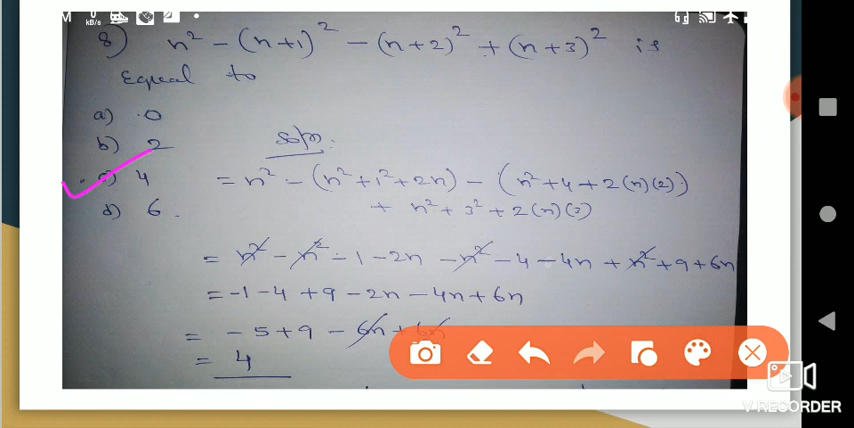 M 0 kB/s
8) n² - (n+1)² - (n+2)² + (n+3)² is
Equal to
a) 0
b) 2
c) 4
d) 6
Soln:
= n² - (n² + 1² + 2n) - (n² + 4 + 2(n)(2))
+ n² + 3² + 2(n)(3)
= n² - n² - 1 - 2n - n² - 4 - 4n + n² + 9 + 6n
= -1 - 4 + 9 - 2n - 4n + 6n
= -5 + 9 - 6n + 6n
= 4
V RECORDER